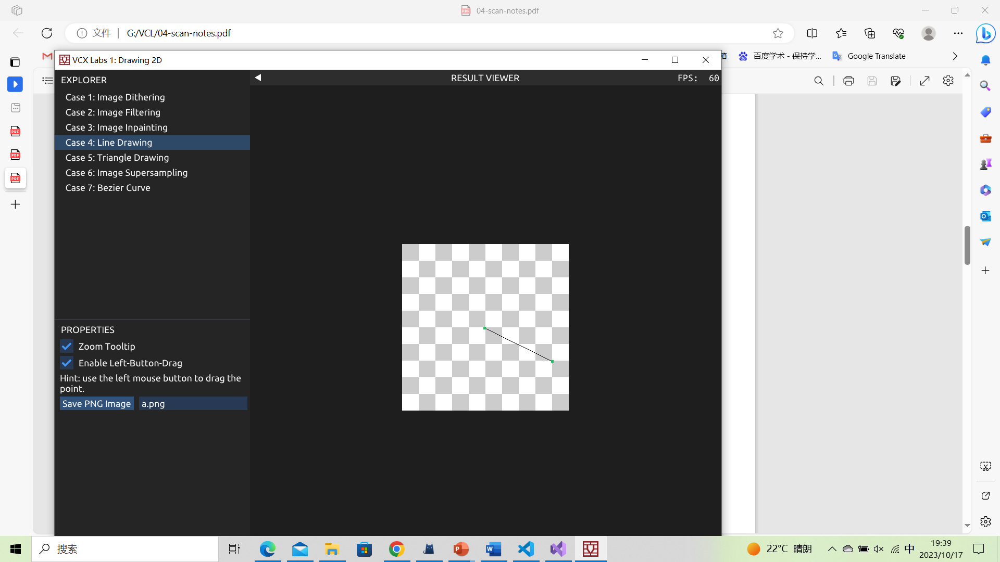 04-scan-notes.pdf
文件
G:/VCL/04-scan-notes.pdf
箱
百度学术 - 保持学...
Google Translate
VCX Labs 1: Drawing 2D
EXPLORER
RESULT VIEWER
FPS: 60
Case 1: Image Dithering
Case 2: Image Filtering
Case 3: Image Inpainting
Case 4: Line Drawing
Case 5: Triangle Drawing
Case 6: Image Supersampling
Case 7: Bezier Curve
PROPERTIES
Zoom Tooltip
Enable Left-Button-Drag
Hint: use the left mouse button to drag the
point.
Save PNG Image
a.png
搜索
22°C 晴朗
中
19:39
2023/10/17